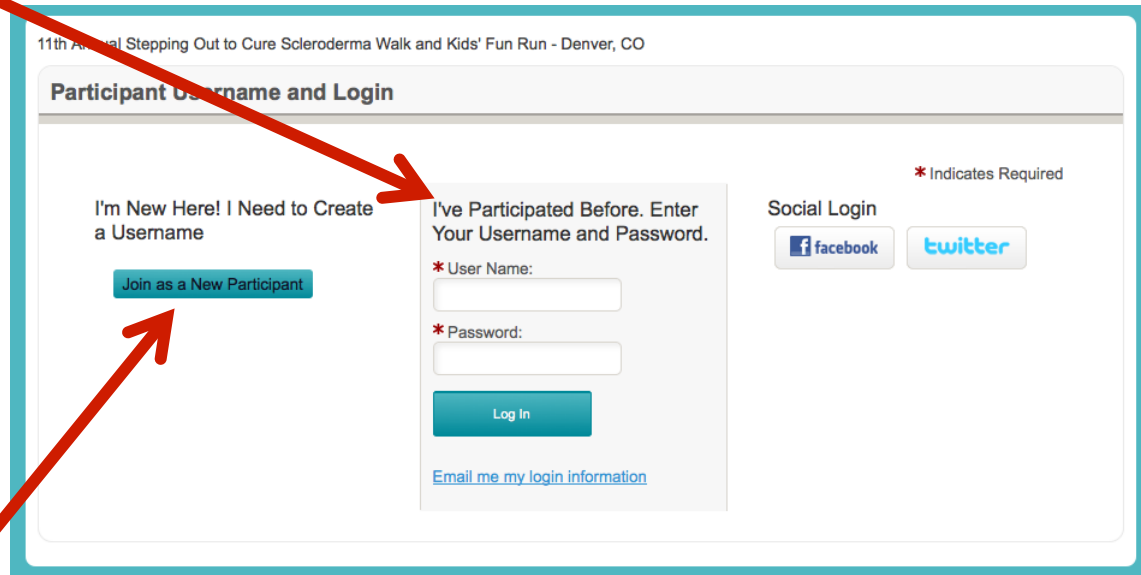 11th Annual Stepping Out to Cure Scleroderma Walk and Kids' Fun Run - Denver, CO
Participant Username and Login
* Indicates Required
I'm New Here! I Need to Create
a Username
Join as a New Participant
I've Participated Before. Enter
Your Username and Password.
* User Name:
* Password:
Log In
Email me my login information
Social Login
facebook
twitter